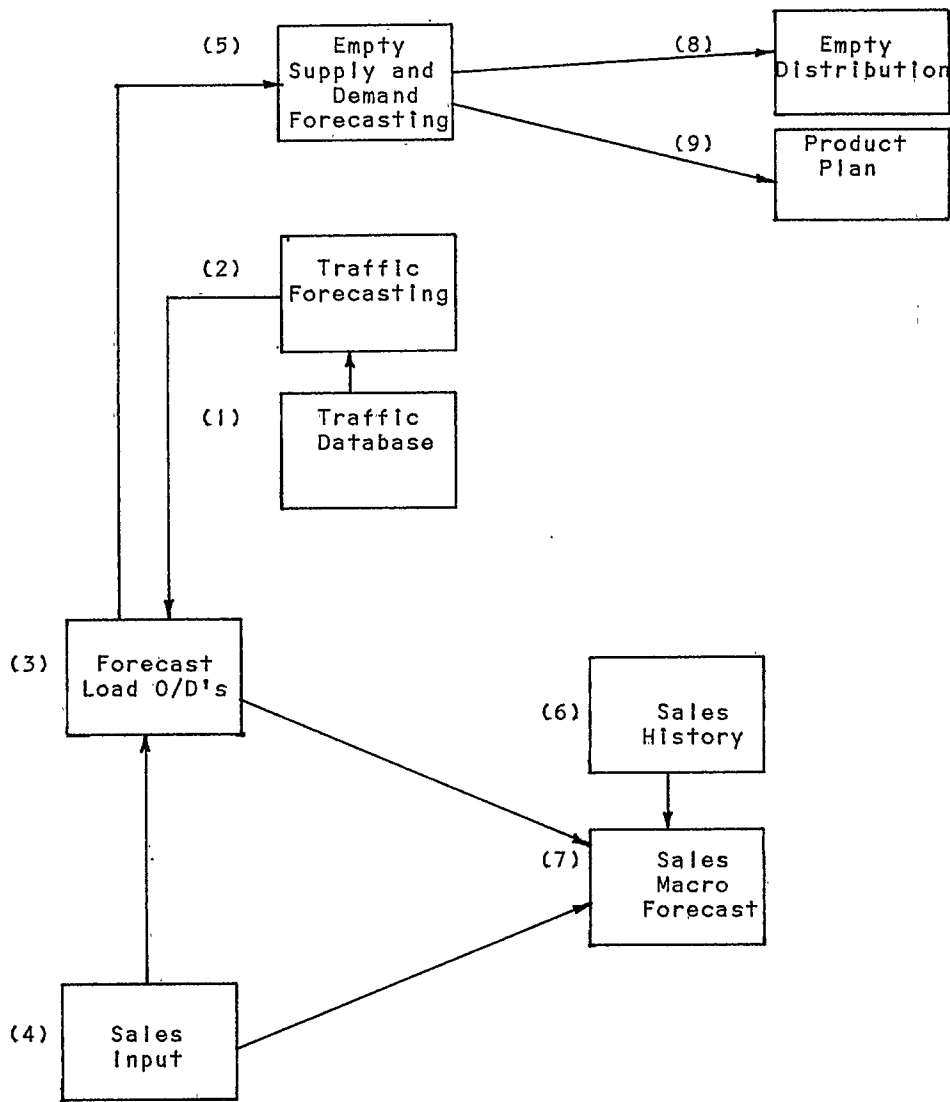 (5)
Empty
Supply and
Demand
Forecasting
(8)
Empty
Distribution
(9)
Product
Plan
(2)
Traffic
Forecasting
(1)
Traffic
Database
(3)
Forecast
Load O/D's
(6)
Sales
History
(7)
Sales
Macro
Forecast
(4)
Sales
Input